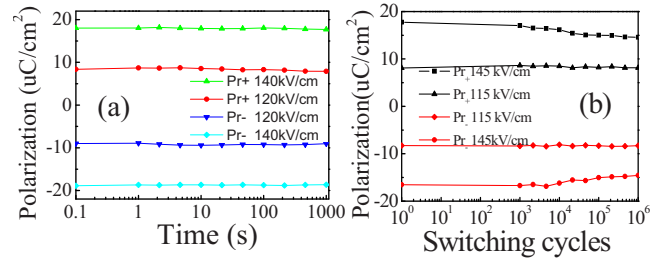 Polarization (uC/cm²)
20
10
0
-10
-20
(a)
Pr+ 140kV/cm
Pr+ 120kV/cm
Pr- 120kV/cm
Pr- 140kV/cm
0.1 1 10 100 1000
Time (s)
Polarization(uC/cm²)
20
10
0
-10
-20
(b)
Pr₊145 kV/cm
Pr₊115 kV/cm
Pr₋115 kV/cm
Pr₋145kV/cm
10⁰ 10¹ 10² 10³ 10⁴ 10⁵ 10⁶
Switching cycles